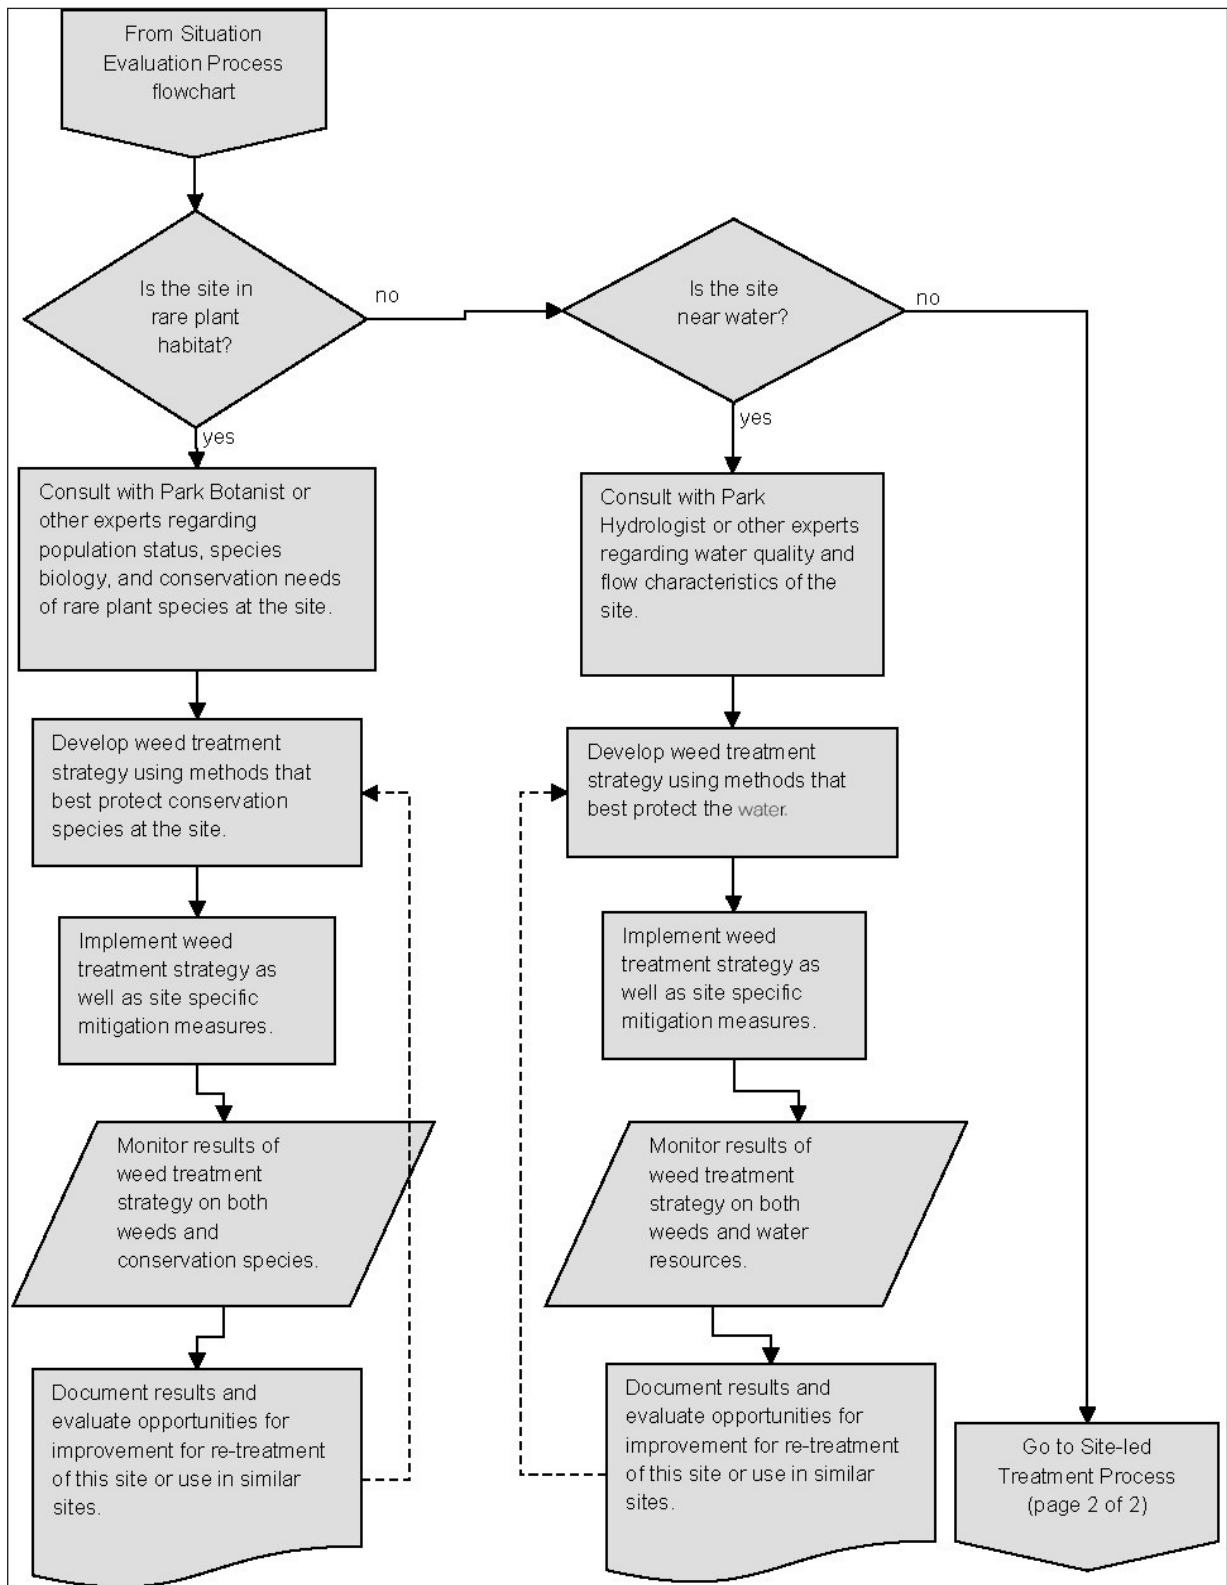 From Situation
Evaluation Process
flowchart
Is the site in
rare plant
habitat?
no
Is the site
near water?
no
yes
yes
Consult with Park Botanist or
other experts regarding
population status, species
biology, and conservation needs
of rare plant species at the site.
Consult with Park
Hydrologist or other experts
regarding water quality and
flow characteristics of the
site.
Develop weed treatment
strategy using methods that
best protect conservation
species at the site.
Develop weed treatment
strategy using methods that
best protect the water.
Implement weed
treatment strategy as
well as site specific
mitigation measures.
Implement weed
treatment strategy as
well as site specific
mitigation measures.
Monitor results of
weed treatment
strategy on both
weeds and
conservation species.
Monitor results of
weed treatment
strategy on both
weeds and water
resources.
Document results and
evaluate opportunities for
improvement for re-treatment
of this site or use in similar
sites.
Document results and
evaluate opportunities for
improvement for re-treatment
of this site or use in similar
sites.
Go to Site-led
Treatment Process
(page 2 of 2)